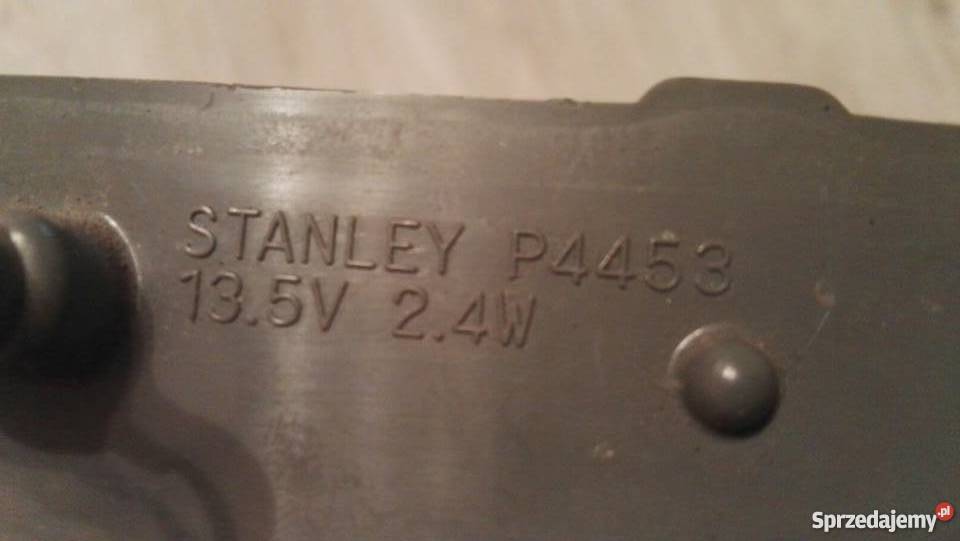 STANLEY P4453
13.5V 2.4W
Sprzedajemy.pl